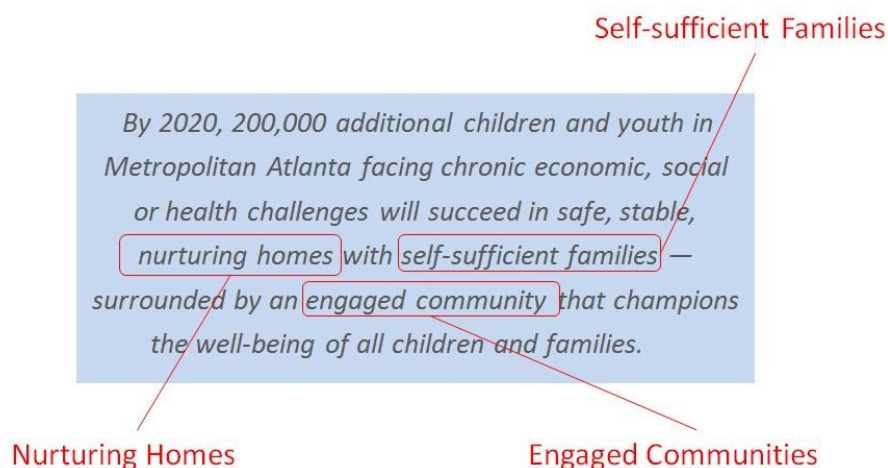 Self-sufficient Families
By 2020, 200,000 additional children and youth in
Metropolitan Atlanta facing chronic economic, social
or health challenges will succeed in safe, stable,
nurturing homes with self-sufficient families —
surrounded by an engaged community that champions
the well-being of all children and families.
Nurturing Homes
Engaged Communities